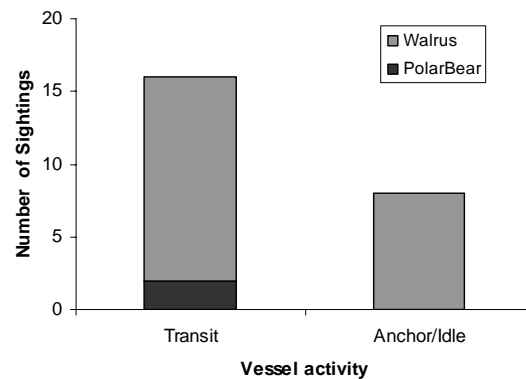 20
15
10
5
0
Number of Sightings
Walrus
PolarBear
Transit
Anchor/Idle
Vessel activity